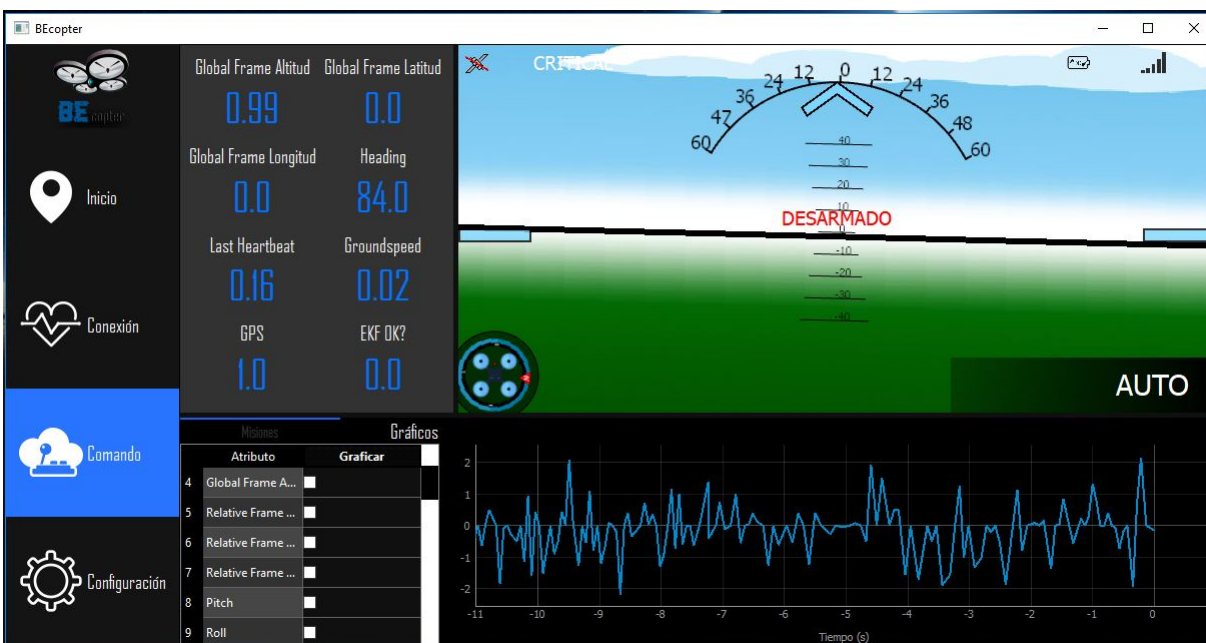 BEcopter
BEcopter
Inicio
Conexión
Comando
Configuración
Global Frame Altitud Global Frame Latitud
0.99 0.0
Global Frame Longitud Heading
0.0 84.0
Last Heartbeat Groundspeed
0.16 0.02
GPS EKF OK?
1.0 0.0
CRITICAL
60 47 36 24 12 0 12 24 36 48 60
40
30
20
10
0
DESARMADO
-10
-20
-30
-40
AUTO
Misiones Gráficos
Atributo Graficar
4 Global Frame A...
5 Relative Frame ...
6 Relative Frame ...
7 Relative Frame ...
8 Pitch
9 Roll
2
1
0
-1
-2
-11 -10 -9 -8 -7 -6 -5 -4 -3 -2 -1 0
Tiempo (s)